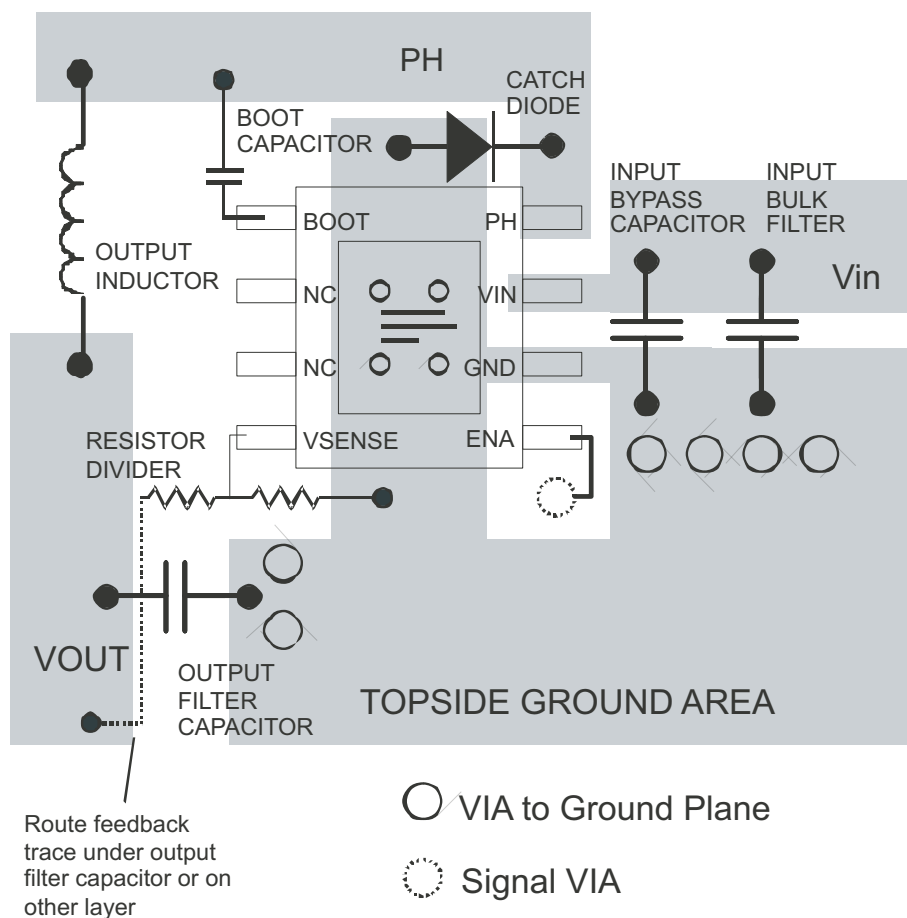 PH
CATCH
DIODE
BOOT
CAPACITOR
INPUT
BYPASS
CAPACITOR
INPUT
BULK
FILTER
Vin
OUTPUT
INDUCTOR
BOOT
PH
NC
VIN
NC
GND
VSENSE
ENA
RESISTOR
DIVIDER
VOUT
OUTPUT
FILTER
CAPACITOR
TOPSIDE GROUND AREA
Route feedback
trace under output
filter capacitor or on
other layer
VIA to Ground Plane
Signal VIA